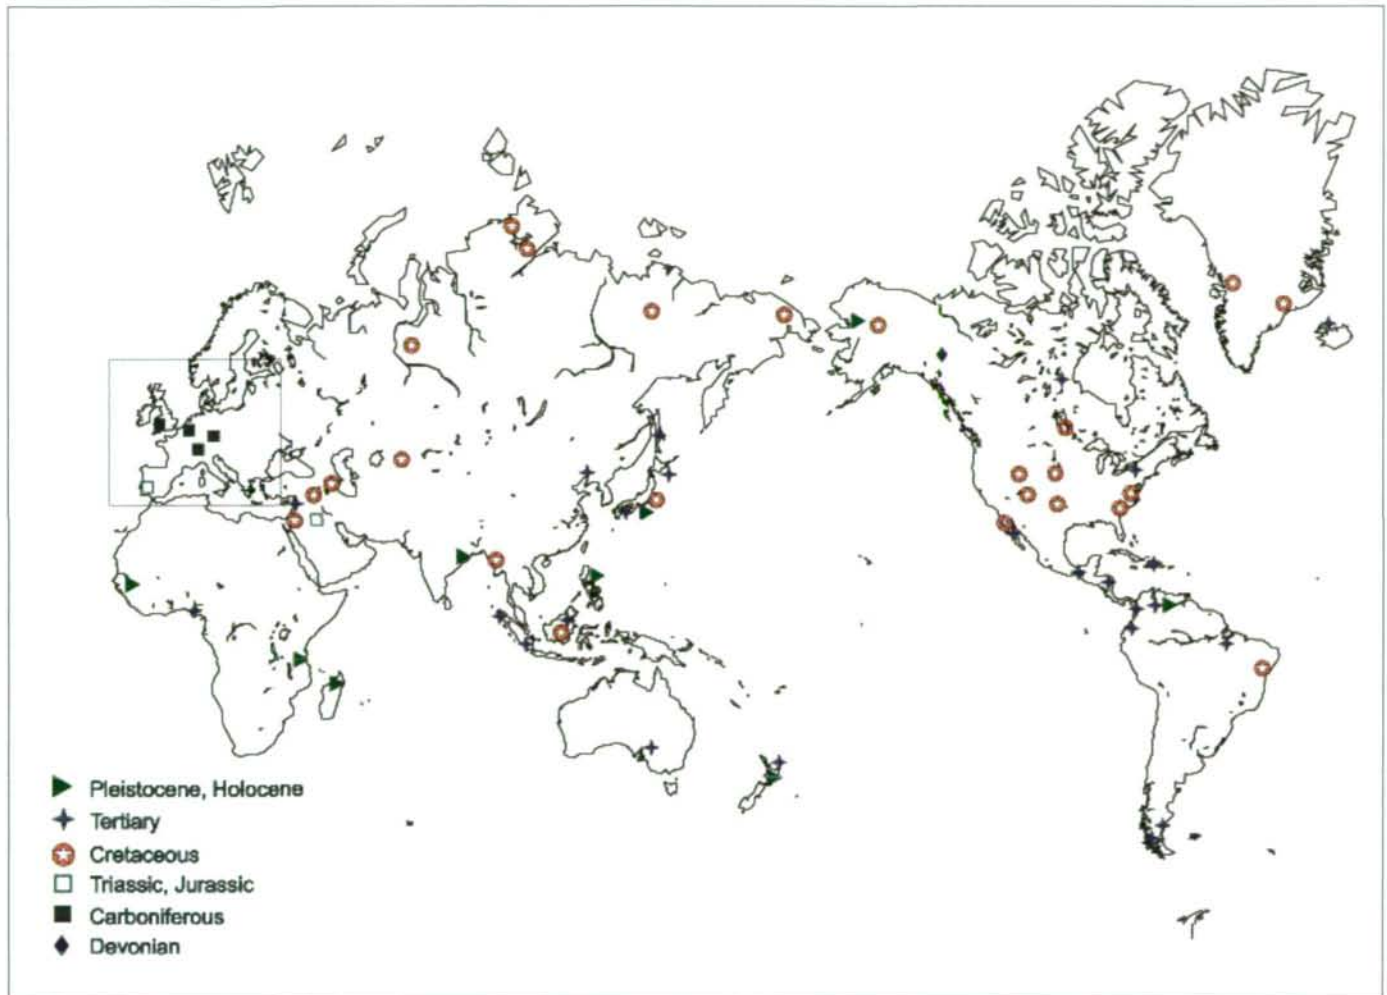 Pleistocene, Holocene
Tertiary
Cretaceous
Triassic, Jurassic
Carboniferous
Devonian